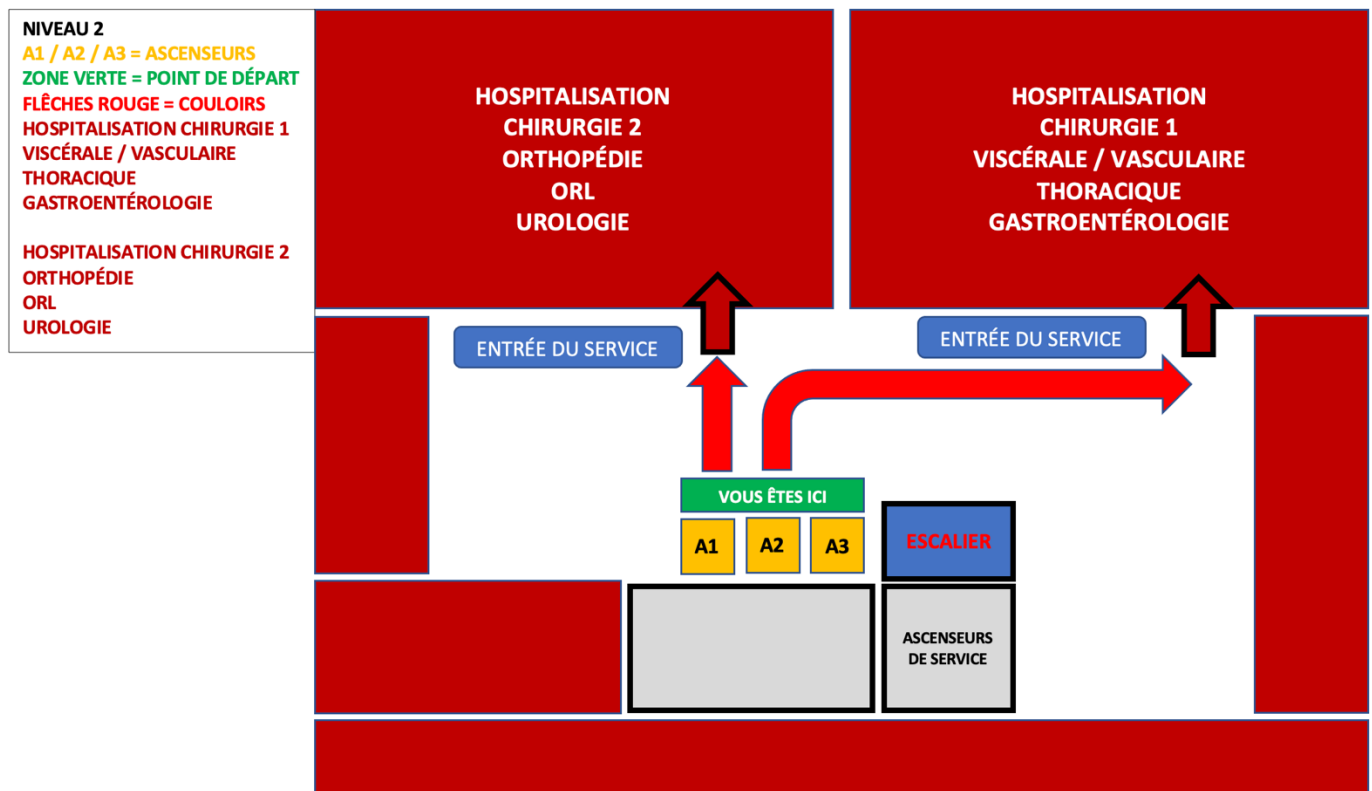 NIVEAU 2
A1 / A2 / A3 = ASCENSEURS
ZONE VERTE = POINT DE DÉPART
FLÊCHES ROUGE = COULOIRS
HOSPITALISATION CHIRURGIE 1
VISCÉRALE / VASCULAIRE
THORACIQUE
GASTROENTÉROLOGIE
HOSPITALISATION CHIRURGIE 2
ORTHOPÉDIE
ORL
UROLOGIE
HOSPITALISATION
CHIRURGIE 2
ORTHOPÉDIE
ORL
UROLOGIE
HOSPITALISATION
CHIRURGIE 1
VISCÉRALE / VASCULAIRE
THORACIQUE
GASTROENTÉROLOGIE
ENTRÉE DU SERVICE
ENTRÉE DU SERVICE
VOUS ÊTES ICI
A1
A2
A3
ESCALIER
ASCENSEURS
DE SERVICE